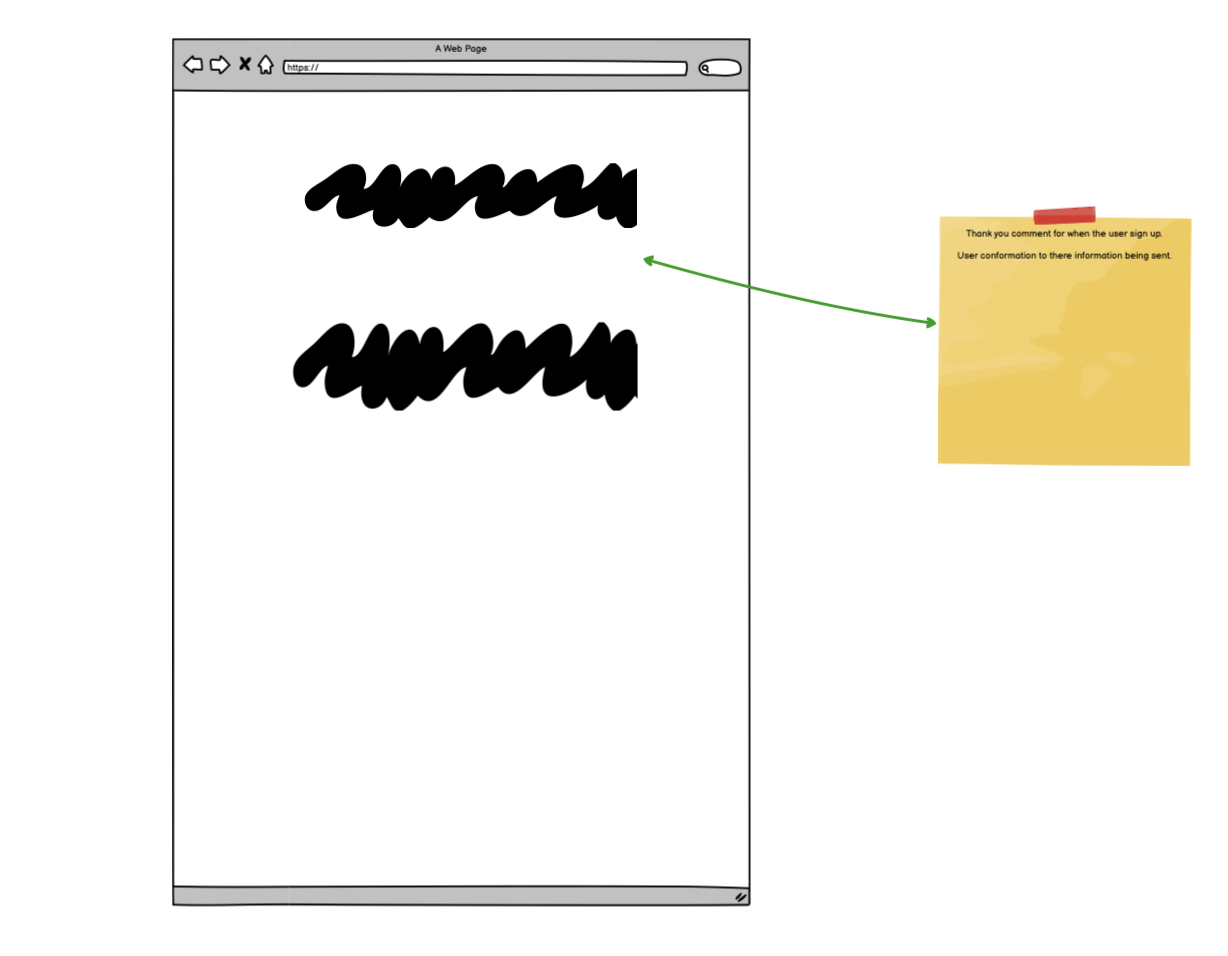 A Web Page
https://
Thank you comment for when the user sign up.
User conformation to there information being sent.